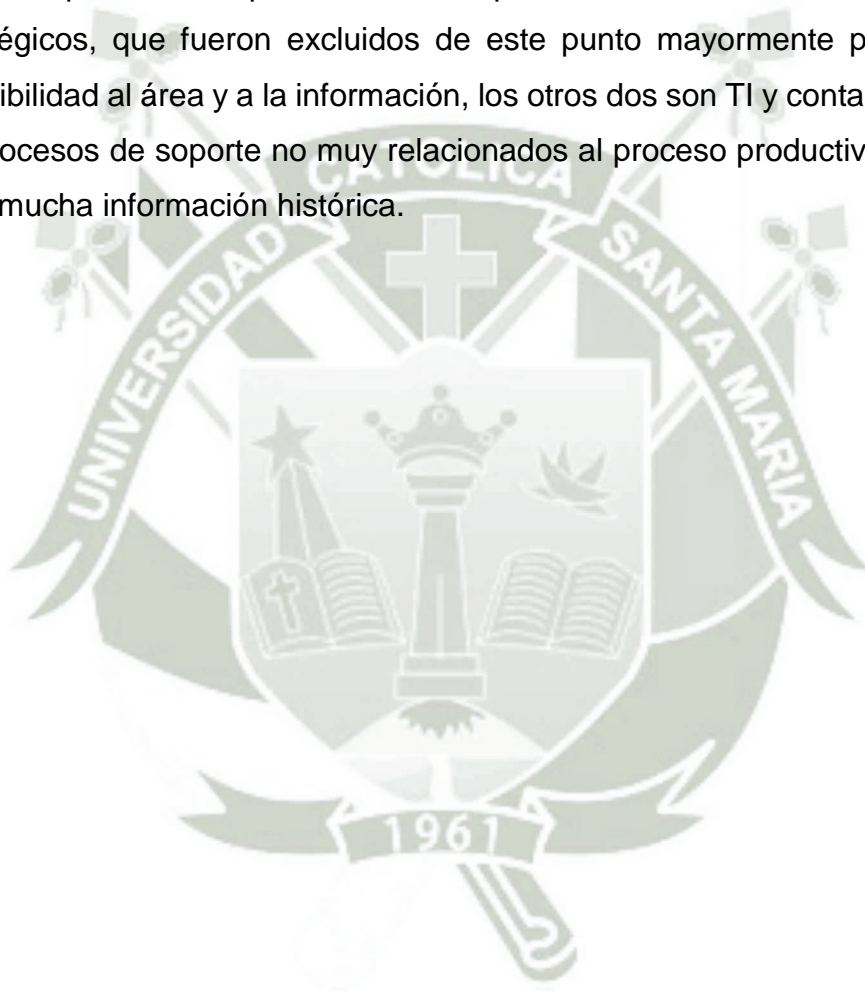 égicos, que fueron excluidos de este punto mayormente p
ibilidad al área y a la información, los otros dos son TI y conta
ocesos de soporte no muy relacionados al proceso productiv
mucha información histórica.
CATOLICA
UNIVERSIDAD
SANTA MARIA
1961